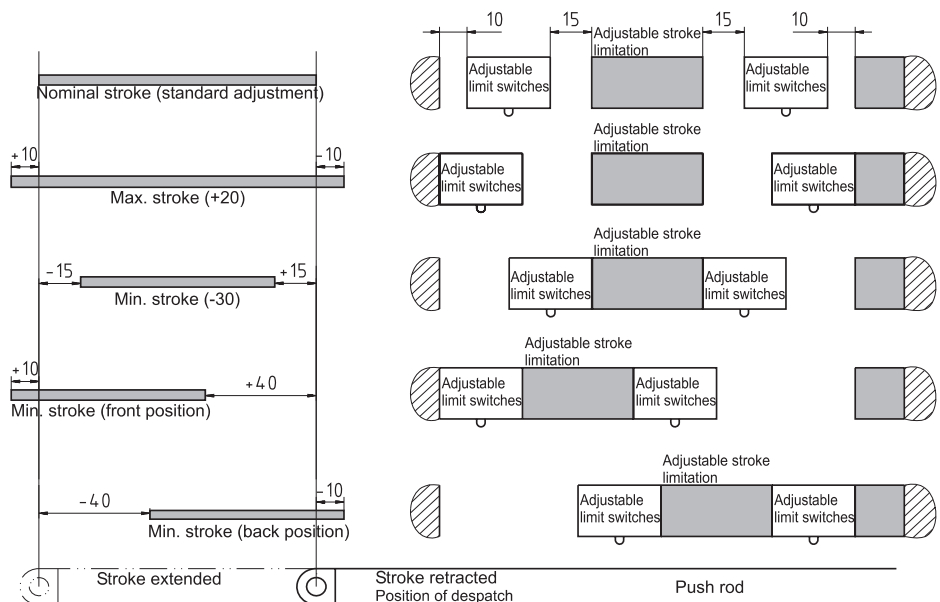 10
15
Adjustable stroke
limitation
15
10
Adjustable
limit switches
Adjustable
limit switches
Nominal stroke (standard adjustment)
+10
-10
Max. stroke (+20)
Adjustable stroke
limitation
Adjustable
limit switches
Adjustable
limit switches
-15
+15
Min. stroke (-30)
Adjustable stroke
limitation
Adjustable
limit switches
Adjustable
limit switches
+10
+40
Min. stroke (front position)
Adjustable stroke
limitation
Adjustable
limit switches
Adjustable
limit switches
-40
-10
Min. stroke (back position)
Adjustable stroke
limitation
Adjustable
limit switches
Adjustable
limit switches
Stroke extended
Stroke retracted
Position of despatch
Push rod